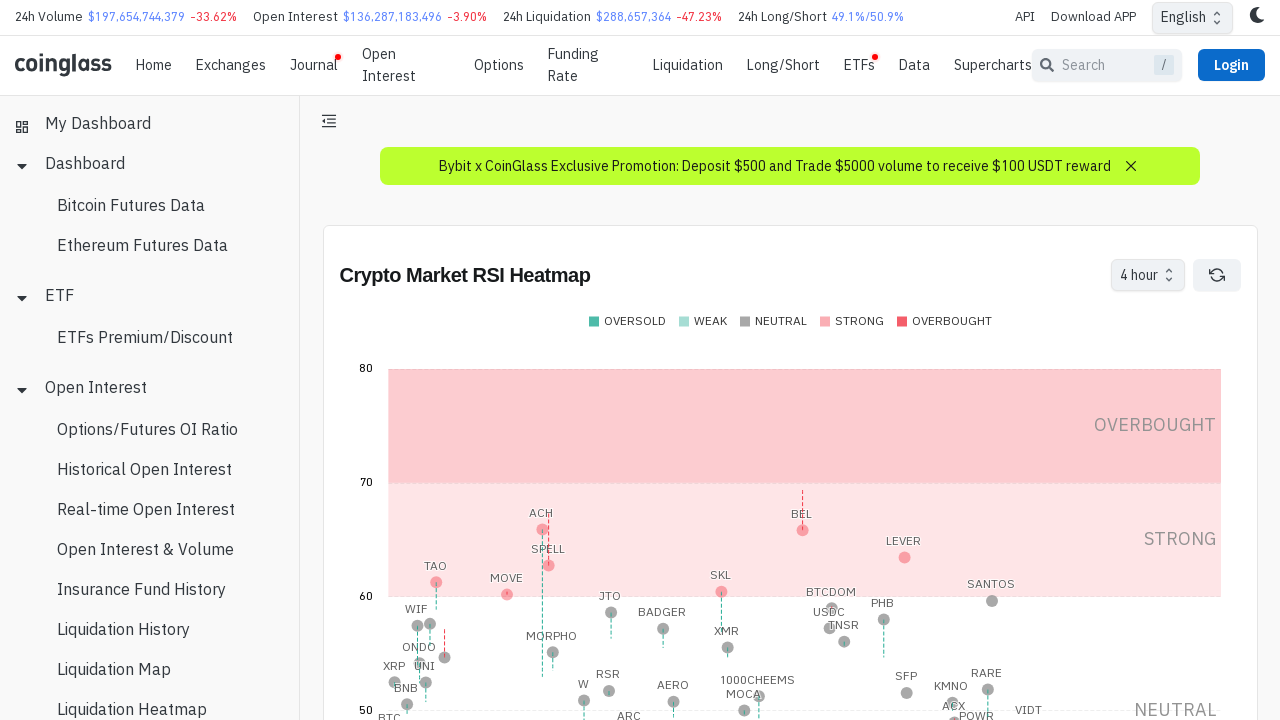 24h Volume $197,654,744,379 -33.62% Open Interest $136,287,183,496 -3.90% 24h Liquidation $288,657,364 -47.23% 24h Long/Short 49.1%/50.9% API Download APP English
coinglass Home Exchanges Journal Open Interest Options Funding Rate Liquidation Long/Short ETFs Data Supercharts Search / Login
My Dashboard
Dashboard
Bitcoin Futures Data
Ethereum Futures Data
ETF
ETFs Premium/Discount
Open Interest
Options/Futures OI Ratio
Historical Open Interest
Real-time Open Interest
Open Interest & Volume
Insurance Fund History
Liquidation History
Liquidation Map
Liquidation Heatmap
Bybit x CoinGlass Exclusive Promotion: Deposit $500 and Trade $5000 volume to receive $100 USDT reward
Crypto Market RSI Heatmap 4 hour
OVERSOLD WEAK NEUTRAL STRONG OVERBOUGHT
80
OVERBOUGHT
70
ACH BEL
STRONG
LEVER
SPELL
TAO MOVE SKL SANTOS
60
JTO BTCDOM
WIF BADGER USDC PHB
TNSR
MORPHO XMR
ONDO
XRP UNI RSR 1000CHEEMS SFP RARE
BNB W AERO MOCA KMNO
50 ACX VIDT NEUTRAL
BTC ARC POWR